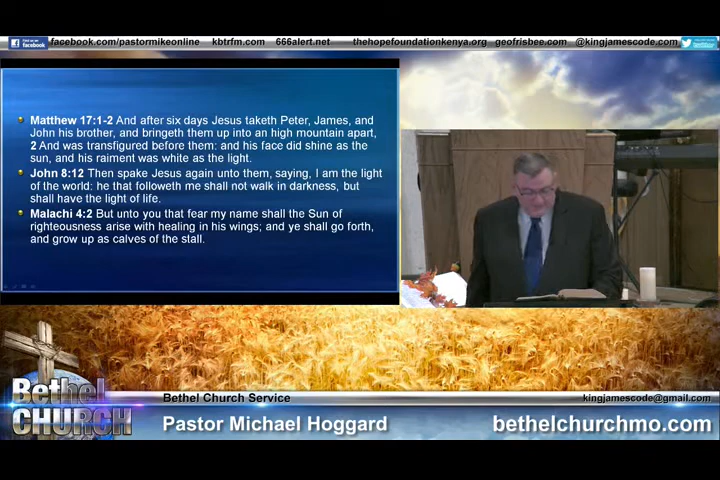 Find us on facebook
facebook.com/pastormikeonline kbtrfm.com 666alert.net thehopefoundationkenya.org geofrisbee.com @kingjamescode.com
Matthew 17:1-2 And after six days Jesus taketh Peter, James, and
John his brother, and bringeth them up into an high mountain apart,
2 And was transfigured before them: and his face did shine as the
sun, and his raiment was white as the light.
John 8:12 Then spake Jesus again unto them, saying, I am the light
of the world: he that followeth me shall not walk in darkness, but
shall have the light of life.
Malachi 4:2 But unto you that fear my name shall the Sun of
righteousness arise with healing in his wings; and ye shall go forth,
and grow up as calves of the stall.
Bethel
CHURCH
Bethel Church Service kingjamescode@gmail.com
Pastor Michael Hoggard bethelchurchmo.com